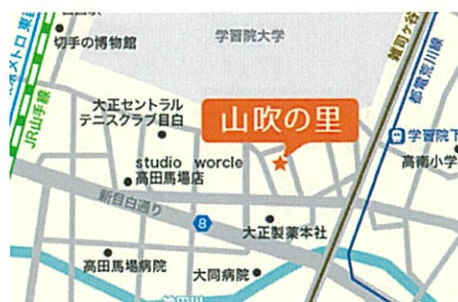 学習院大学
切手の博物館
JR山手線
大正セントラル
テニスクラブ目白
山吹の里
雑司ヶ谷
都電荒川線
学習院下
高南小学
studio worcle
高田馬場店
新目白通り
8
大正製薬本社
高田馬場病院
大同病院